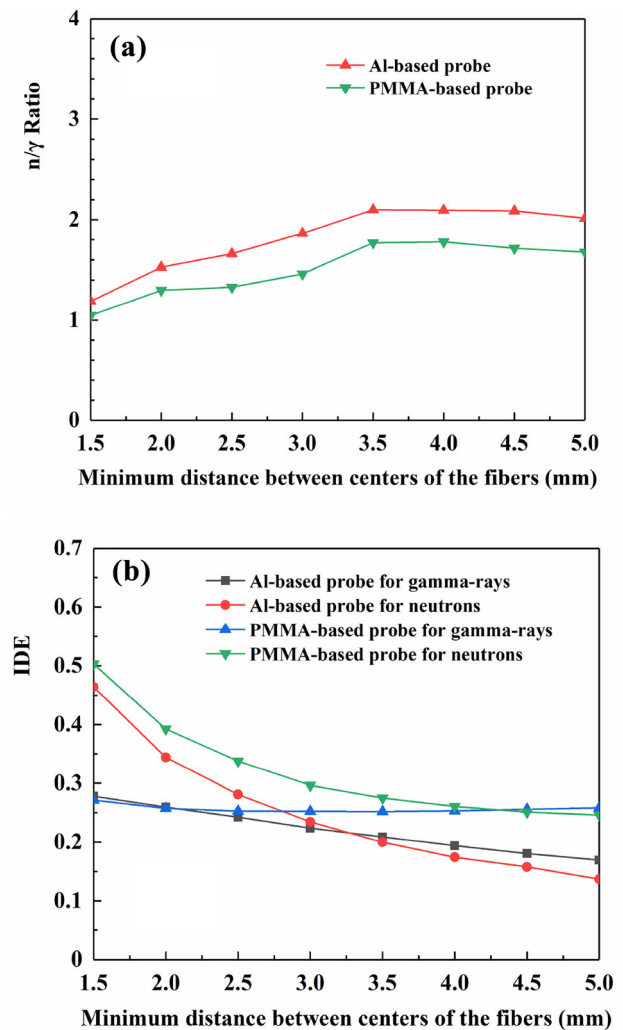 (a)
Al-based probe
PMMA-based probe
n/γ Ratio
4
3
2
1
0
1.5 2.0 2.5 3.0 3.5 4.0 4.5 5.0
Minimum distance between centers of the fibers (mm)
(b)
Al-based probe for gamma-rays
Al-based probe for neutrons
PMMA-based probe for gamma-rays
PMMA-based probe for neutrons
IDE
0.7
0.6
0.5
0.4
0.3
0.2
0.1
0
1.5 2.0 2.5 3.0 3.5 4.0 4.5 5.0
Minimum distance between centers of the fibers (mm)